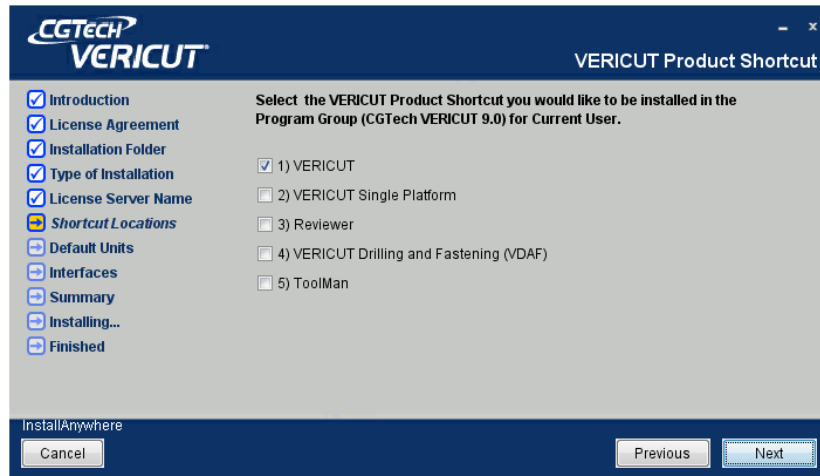 CGTECH
VERICUT
VERICUT Product Shortcut
Introduction
License Agreement
Installation Folder
Type of Installation
License Server Name
Shortcut Locations
Default Units
Interfaces
Summary
Installing...
Finished
Select the VERICUT Product Shortcut you would like to be installed in the
Program Group (CGTech VERICUT 9.0) for Current User.
1) VERICUT
2) VERICUT Single Platform
3) Reviewer
4) VERICUT Drilling and Fastening (VDAF)
5) ToolMan
InstallAnywhere
Cancel
Previous
Next